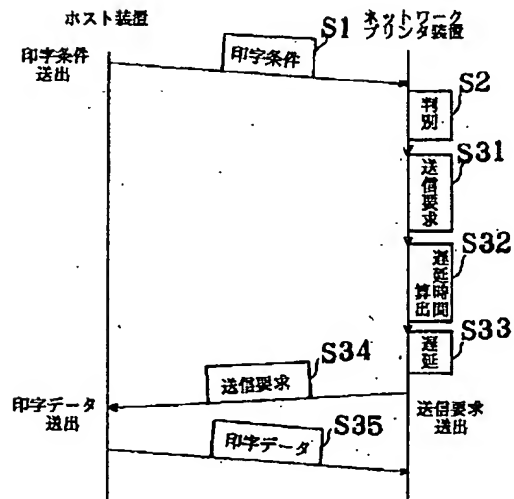 ホスト装置
ネットワーク
プリンタ装置
S1
印字条件
送出
印字条件
S2
判別
S31
送信要求
S32
遅延時間
算出
S33
遅延
S34
送信要求
印字データ
送出
送信要求
送出
S35
印字データ